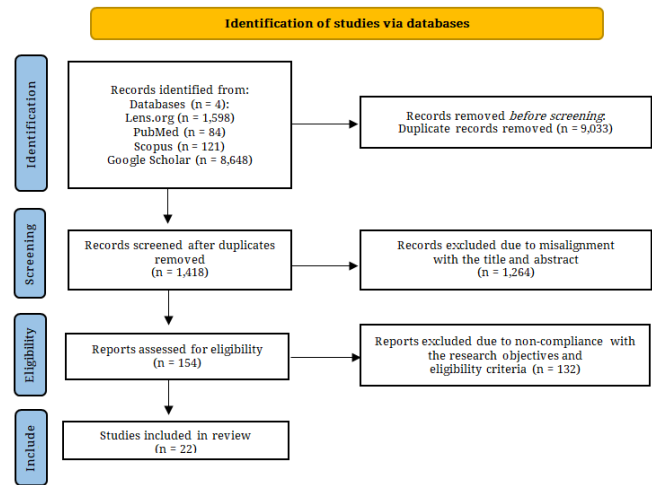 Identification of studies via databases
Identification
Records identified from:
Databases (n = 4):
Lens.org (n = 1,598)
PubMed (n = 84)
Scopus (n = 121)
Google Scholar (n = 8,648)
Records removed before screening:
Duplicate records removed (n = 9,033)
Screening
Records screened after duplicates
removed
(n = 1,418)
Records excluded due to misalignment
with the title and abstract
(n = 1,264)
Eligibility
Reports assessed for eligibility
(n = 154)
Reports excluded due to non-compliance with
the research objectives and
eligibility criteria (n = 132)
Include
Studies included in review
(n = 22)